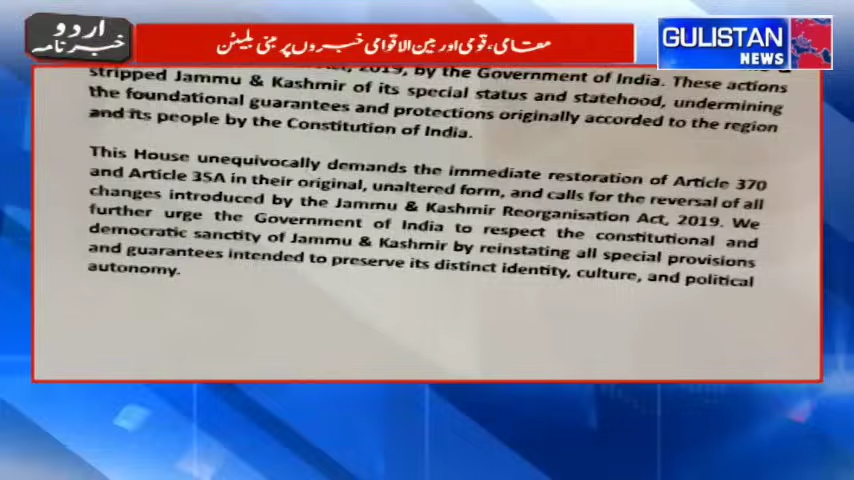 اردو
خبرنامہ
مقامی، قومی اور بین الاقوامی خبروں پر مبنی بلیٹن
GULISTAN
NEWS
2019, by the Government of India. These actions
stripped Jammu & Kashmir of its special status and statehood, undermining
the foundational guarantees and protections originally accorded to the region
and its people by the Constitution of India.
This House unequivocally demands the immediate restoration of Article 370
and Article 35A in their original, unaltered form, and calls for the reversal of all
changes introduced by the Jammu & Kashmir Reorganisation Act, 2019. We
further urge the Government of India to respect the constitutional and
democratic sanctity of Jammu & Kashmir by reinstating all special provisions
and guarantees intended to preserve its distinct identity, culture, and political
autonomy.